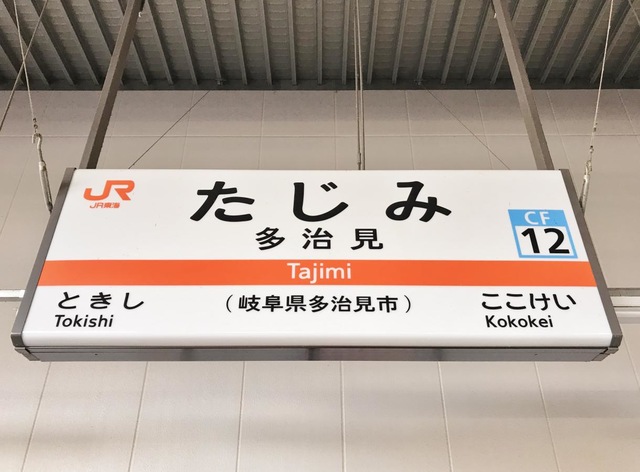 JR
JR東海
たじみ
多治見
CF
12
Tajimi
ときし
Tokishi
(岐阜県多治見市)
ここけい
Kokokei